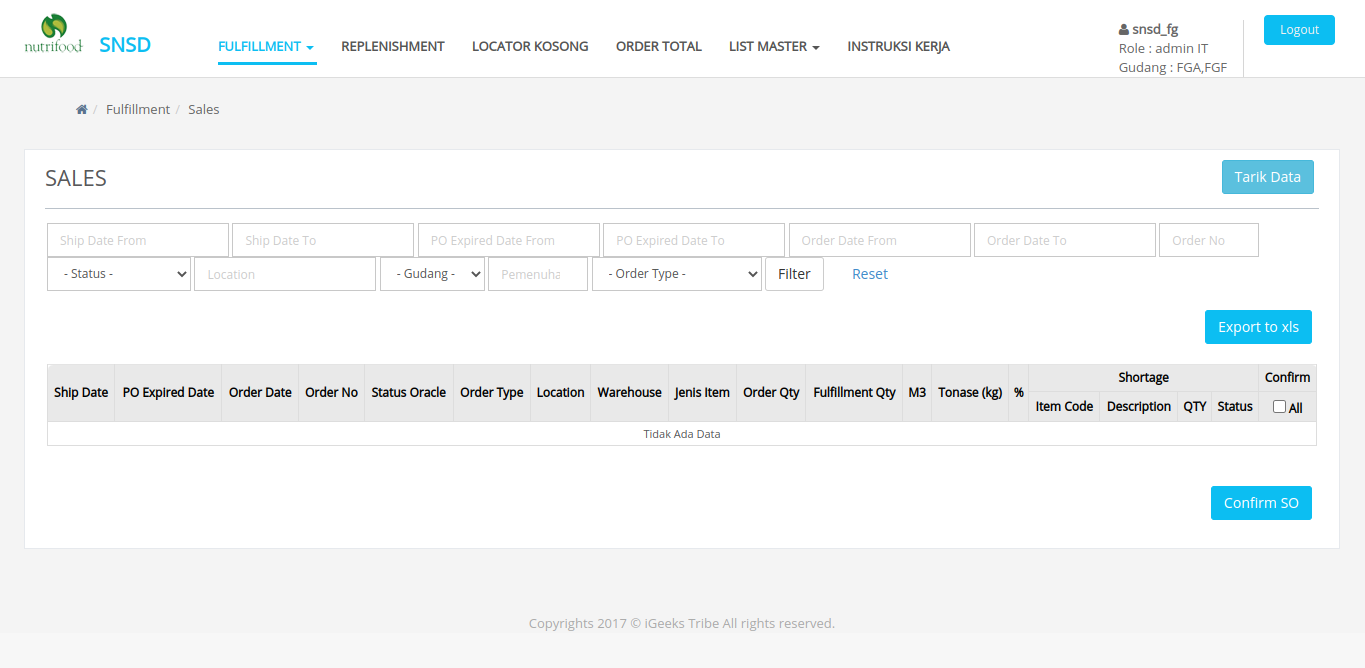 nutrifood SNSD FULFILLMENT REPLENISHMENT LOCATOR KOSONG ORDER TOTAL LIST MASTER INSTRUKSI KERJA
snsd_fg
Role : admin IT
Gudang : FGA,FGF
Logout
/ Fulfillment / Sales
SALES
Tarik Data
Ship Date From Ship Date To PO Expired Date From PO Expired Date To Order Date From Order Date To Order No
- Status - Location - Gudang - Pemenuha - Order Type - Filter Reset
Export to xls
Ship Date PO Expired Date Order Date Order No Status Oracle Order Type Location Warehouse Jenis Item Order Qty Fulfillment Qty M3 Tonase (kg) % Shortage Confirm
Item Code Description QTY Status All
Tidak Ada Data
Confirm SO
Copyrights 2017 © iGeeks Tribe All rights reserved.